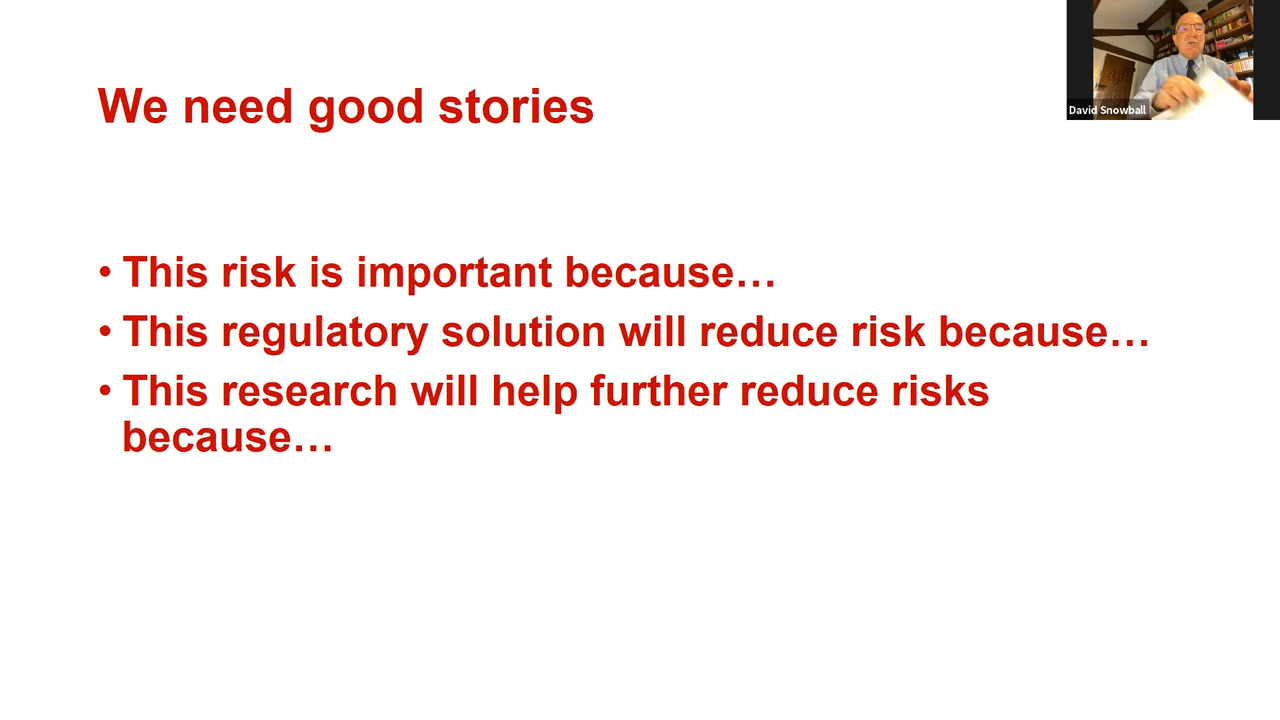 We need good stories
David Snowball
• This risk is important because…
• This regulatory solution will reduce risk because…
• This research will help further reduce risks
because…